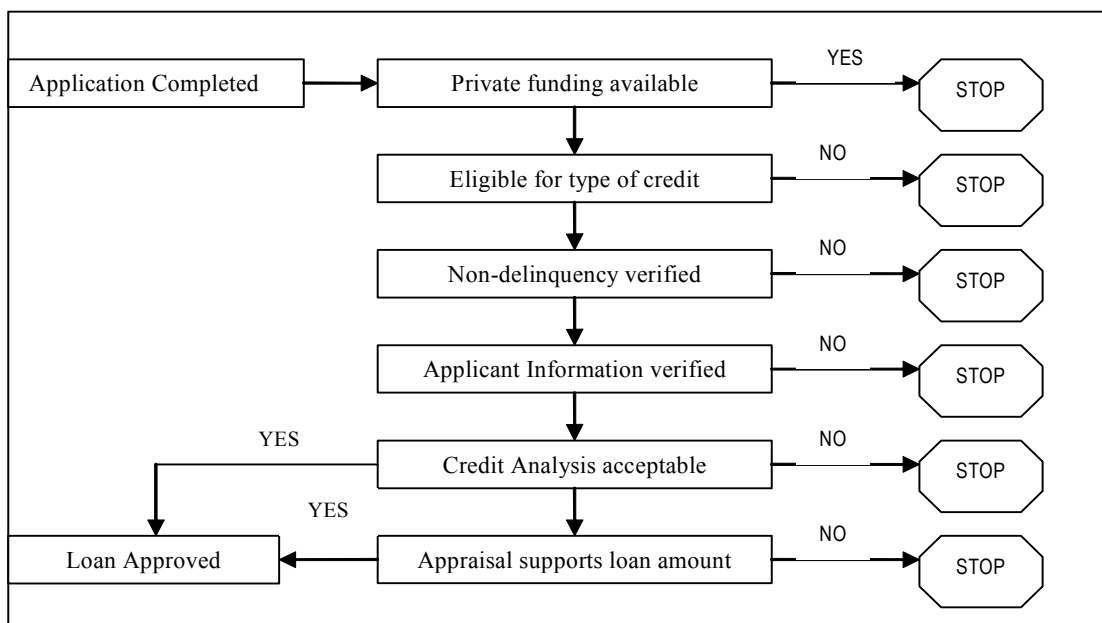 Application Completed
Private funding available
YES
STOP
Eligible for type of credit
NO
STOP
Non-delinquency verified
NO
STOP
Applicant Information verified
NO
STOP
YES
Credit Analysis acceptable
NO
STOP
YES
Loan Approved
Appraisal supports loan amount
NO
STOP